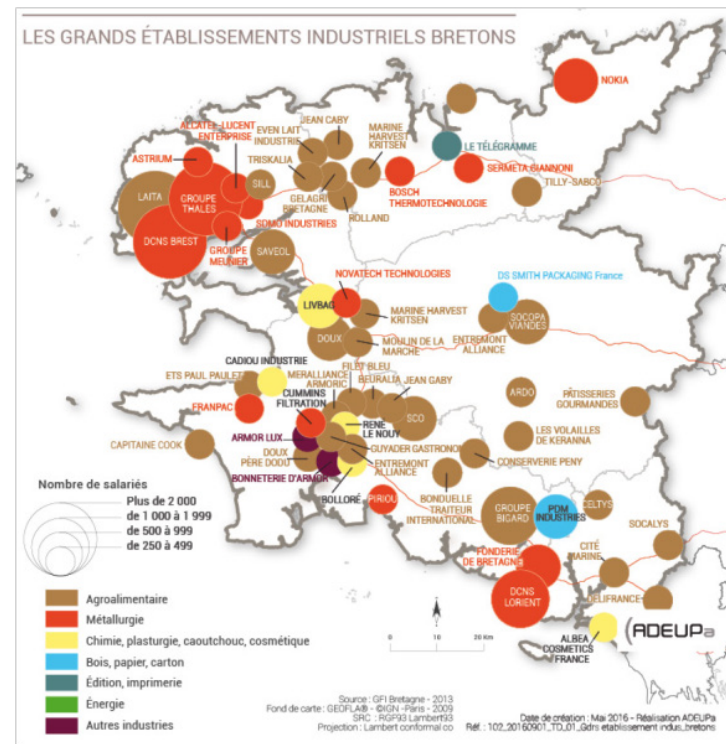 LES GRANDS ÉTABLISSEMENTS INDUSTRIELS BRETONS
NOKIA
JEAN CABY
ALCATEL-LUCENT
ENTERPRISE
EVEN LAIT
INDUSTRIE
MARINE
HARVEST
KRITSEN
LE TÉLÉGRAMME
ASTRIUM
TRISKALIA
SILL
SERMETA GIANNONI
LAITA
GROUPE
THALES
GELAGRI
BRETAGNE
BOSCH
THERMOTECHNOLOGIE
TILLY-SABCO
ROLLAND
SDMO INDUSTRIES
DCNS BREST
GROUPE
MEUNIER
SAVEOL
NOVATECH TECHNOLOGIES
DS SMITH PACKAGING France
LIVBAG
MARINE HARVEST
KRITSEN
SOCOPA
VIANDES
DOUX
MOULIN DE LA
MARCHE
ENTREMONT
ALLIANCE
CADIOU INDUSTRIE
FILET BLEU
ETS PAUL PAULET
MERALLIANCE
ARMORIC
BEURALIA
JEAN GABY
CUMMINS
FILTRATION
ARDO
PÂTISSERIES
GOURMANDES
FRANPAC
SCO
RENE
LE NOUY
ARMOR LUX
GUYADER GASTRONO
LES VOLAILLES
DE KERANNA
CAPITAINE COOK
DOUX
PÈRE DODU
ENTREMONT
ALLIANCE
CONSERVERIE PENY
BONNETERIE D'ARMOR
BOLLORÉ
PIRIOU
BONDUELLE
TRAITEUR
INTERNATIONAL
GROUPE
BIGARD
PDM
INDUSTRIES
CELTYS
SOCALYS
FONDERIE
DE BRETAGNE
CITÉ
MARINE
DCNS
LORIENT
DÉLIFRANCE
ALBEA
COSMETICS
FRANCE
(ADEUPa
Nombre de salariés
Plus de 2 000
de 1 000 à 1 999
de 500 à 999
de 250 à 499
Agroalimentaire
Métallurgie
Chimie, plasturgie, caoutchouc, cosmétique
Bois, papier, carton
Édition, imprimerie
Énergie
Autres industries
0 10 20 Km
Source : GFI Bretagne - 2013
Fond de carte : GEOFLA® - ©IGN - Paris - 2009
SRC : RGF93 Lambert93
Projection : Lambert conformal co
Date de création : Mai 2016 - Réalisation ADEUPa
Réf. : 102_20160901_TD_01_Gdrs etablissement indus_bretons